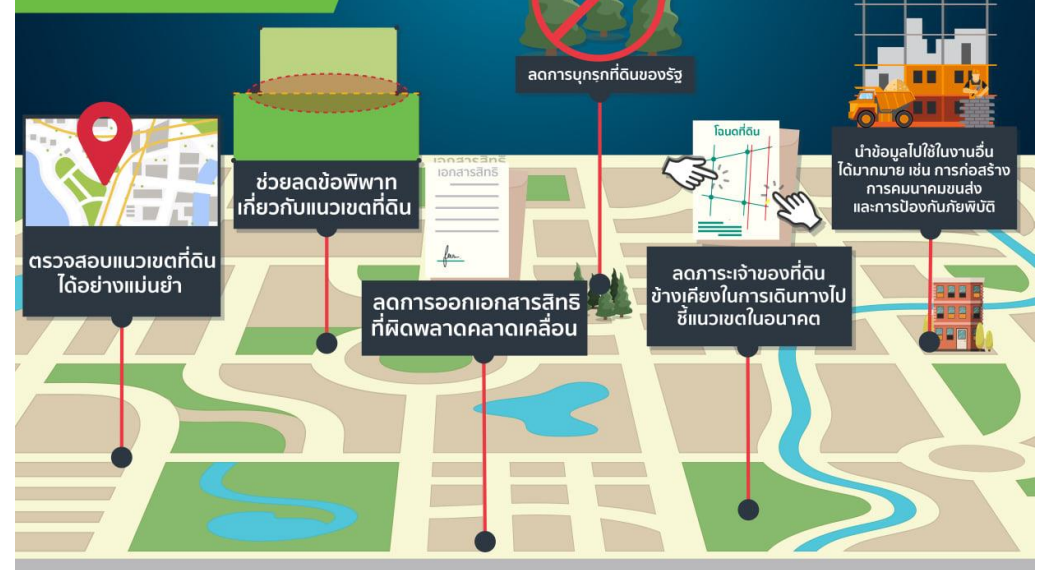 ลดการบุกรุกที่ดินของรัฐ
โฉนดที่ดิน
นำข้อมูลไปใช้ในงานอื่น
ได้มากมาย เช่น การก่อสร้าง
การคมนาคมขนส่ง
และการป้องกันภัยพิบัติ
เอกสารสิทธิ
เอกสารสิทธิ
ช่วยลดข้อพิพาท
เกี่ยวกับแนวเขตที่ดิน
ตรวจสอบแนวเขตที่ดิน
ได้อย่างแม่นยำ
ลดการออกเอกสารสิทธิ
ที่ผิดพลาดคลาดเคลื่อน
ลดภาระเจ้าของที่ดิน
ข้างเคียงในการเดินทางไป
ชี้แนวเขตในอนาคต